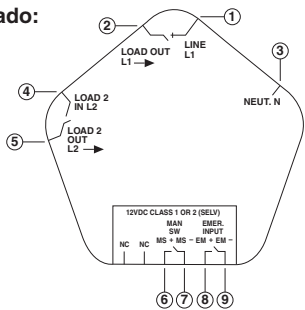 ado:
2
1
LOAD OUT
L1
LINE
L1
3
NEUT. N
4
LOAD 2
IN L2
5
LOAD 2
OUT
L2
12VDC CLASS 1 OR 2 (SELV)
MAN EMER.
SW INPUT
NC NC MS + MS – EM + EM –
6 7 8 9